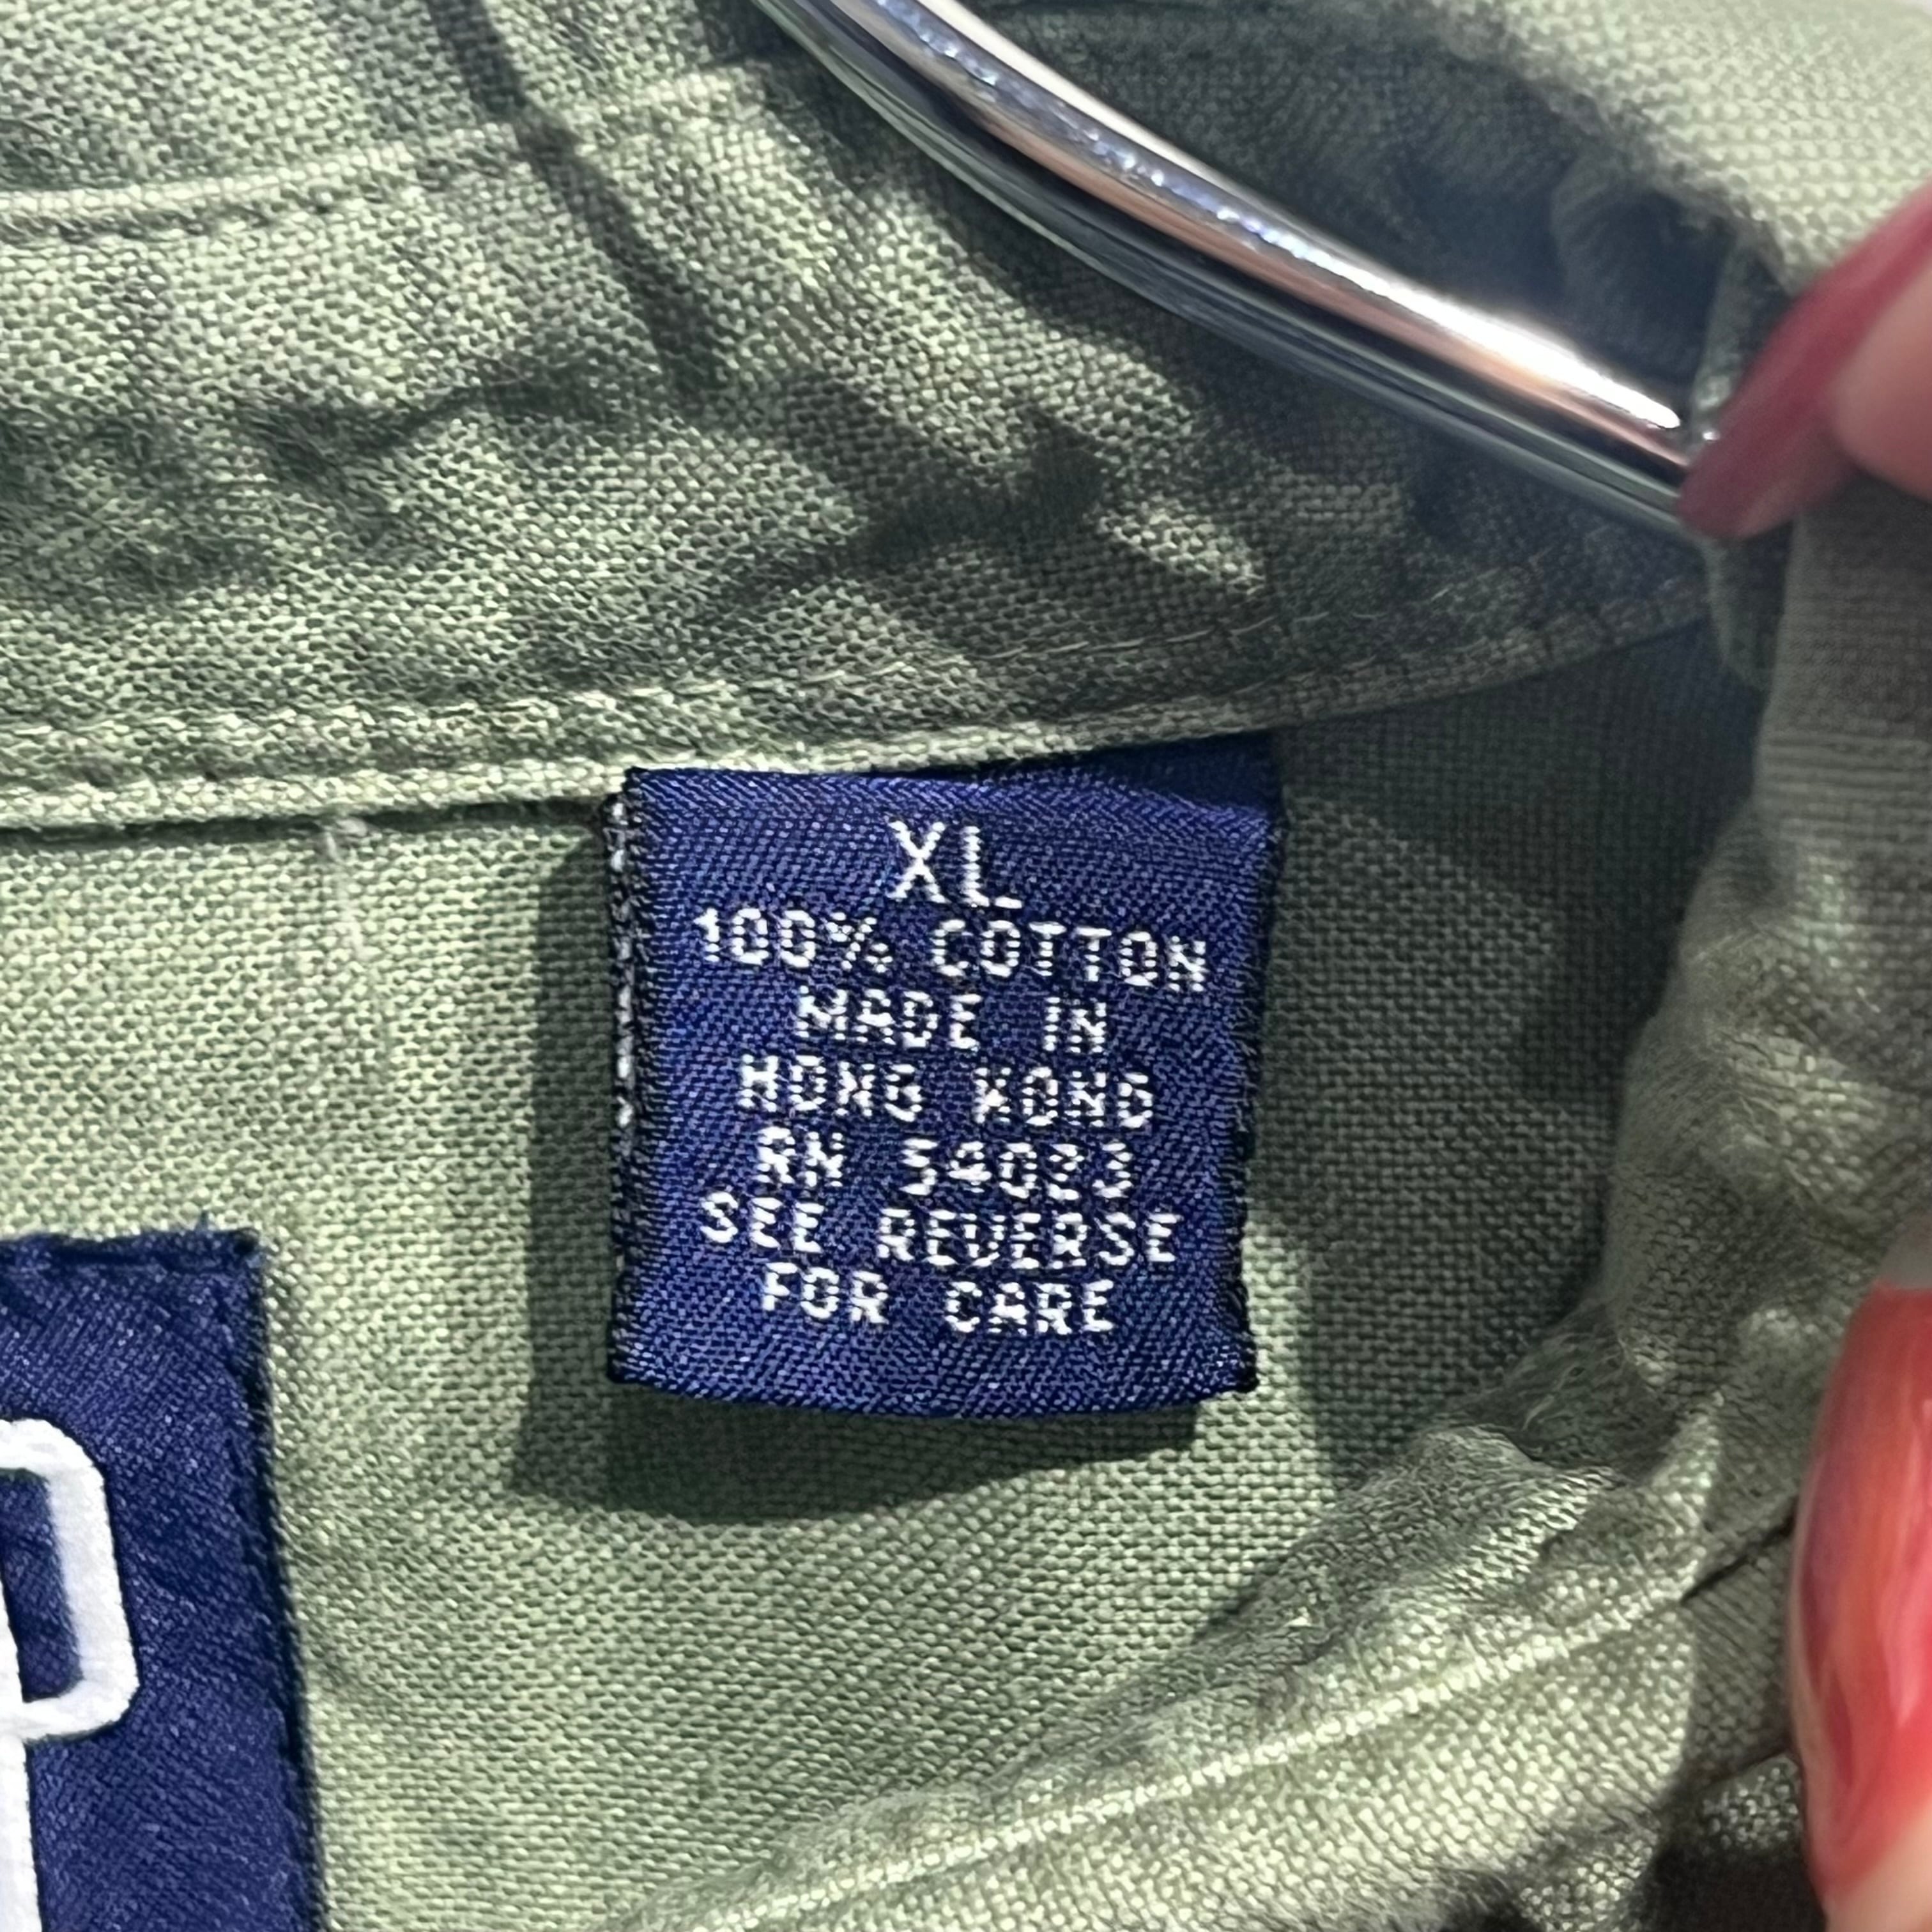 XL
100% COTTON
MADE IN
HONG KONG
RN 54023
SEE REVERSE
FOR CARE
P